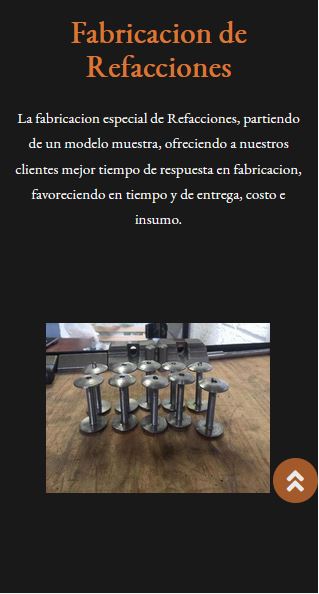 Fabricacion de
Refacciones
La fabricacion especial de Refacciones, partiendo
de un modelo muestra, ofreciendo a nuestros
clientes mejor tiempo de respuesta en fabricacion,
favoreciendo en tiempo y de entrega, costo e
insumo.